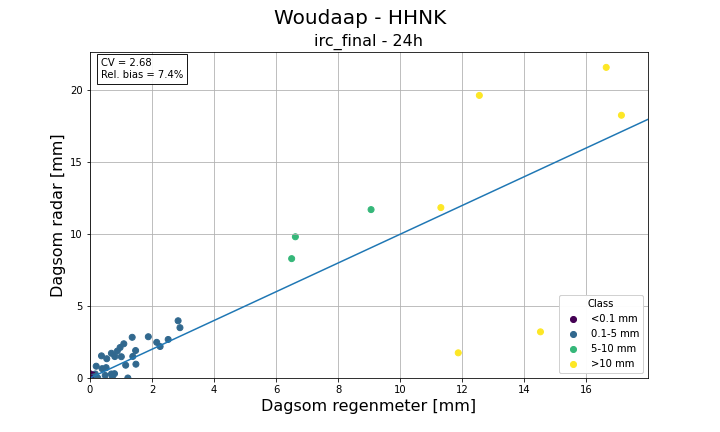 Woudaap - HHNK
irc_final - 24h
CV = 2.68
Rel. bias = 7.4%
20
15
10
5
0
Dagsom radar [mm]
0 2 4 6 8 10 12 14 16
Dagsom regenmeter [mm]
Class
<0.1 mm
0.1-5 mm
5-10 mm
>10 mm